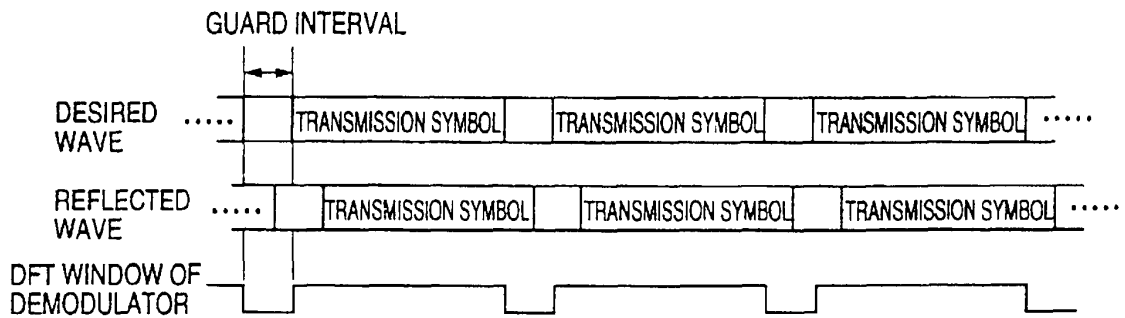 GUARD INTERVAL
DESIRED WAVE
..... TRANSMISSION SYMBOL TRANSMISSION SYMBOL TRANSMISSION SYMBOL .....
REFLECTED WAVE
..... TRANSMISSION SYMBOL TRANSMISSION SYMBOL TRANSMISSION SYMBOL .....
DFT WINDOW OF
DEMODULATOR